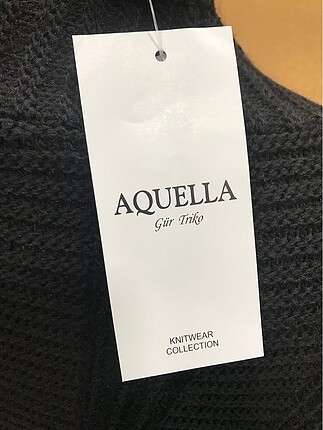 AQUELLA
Gür Triko
KNITWEAR
COLLECTION